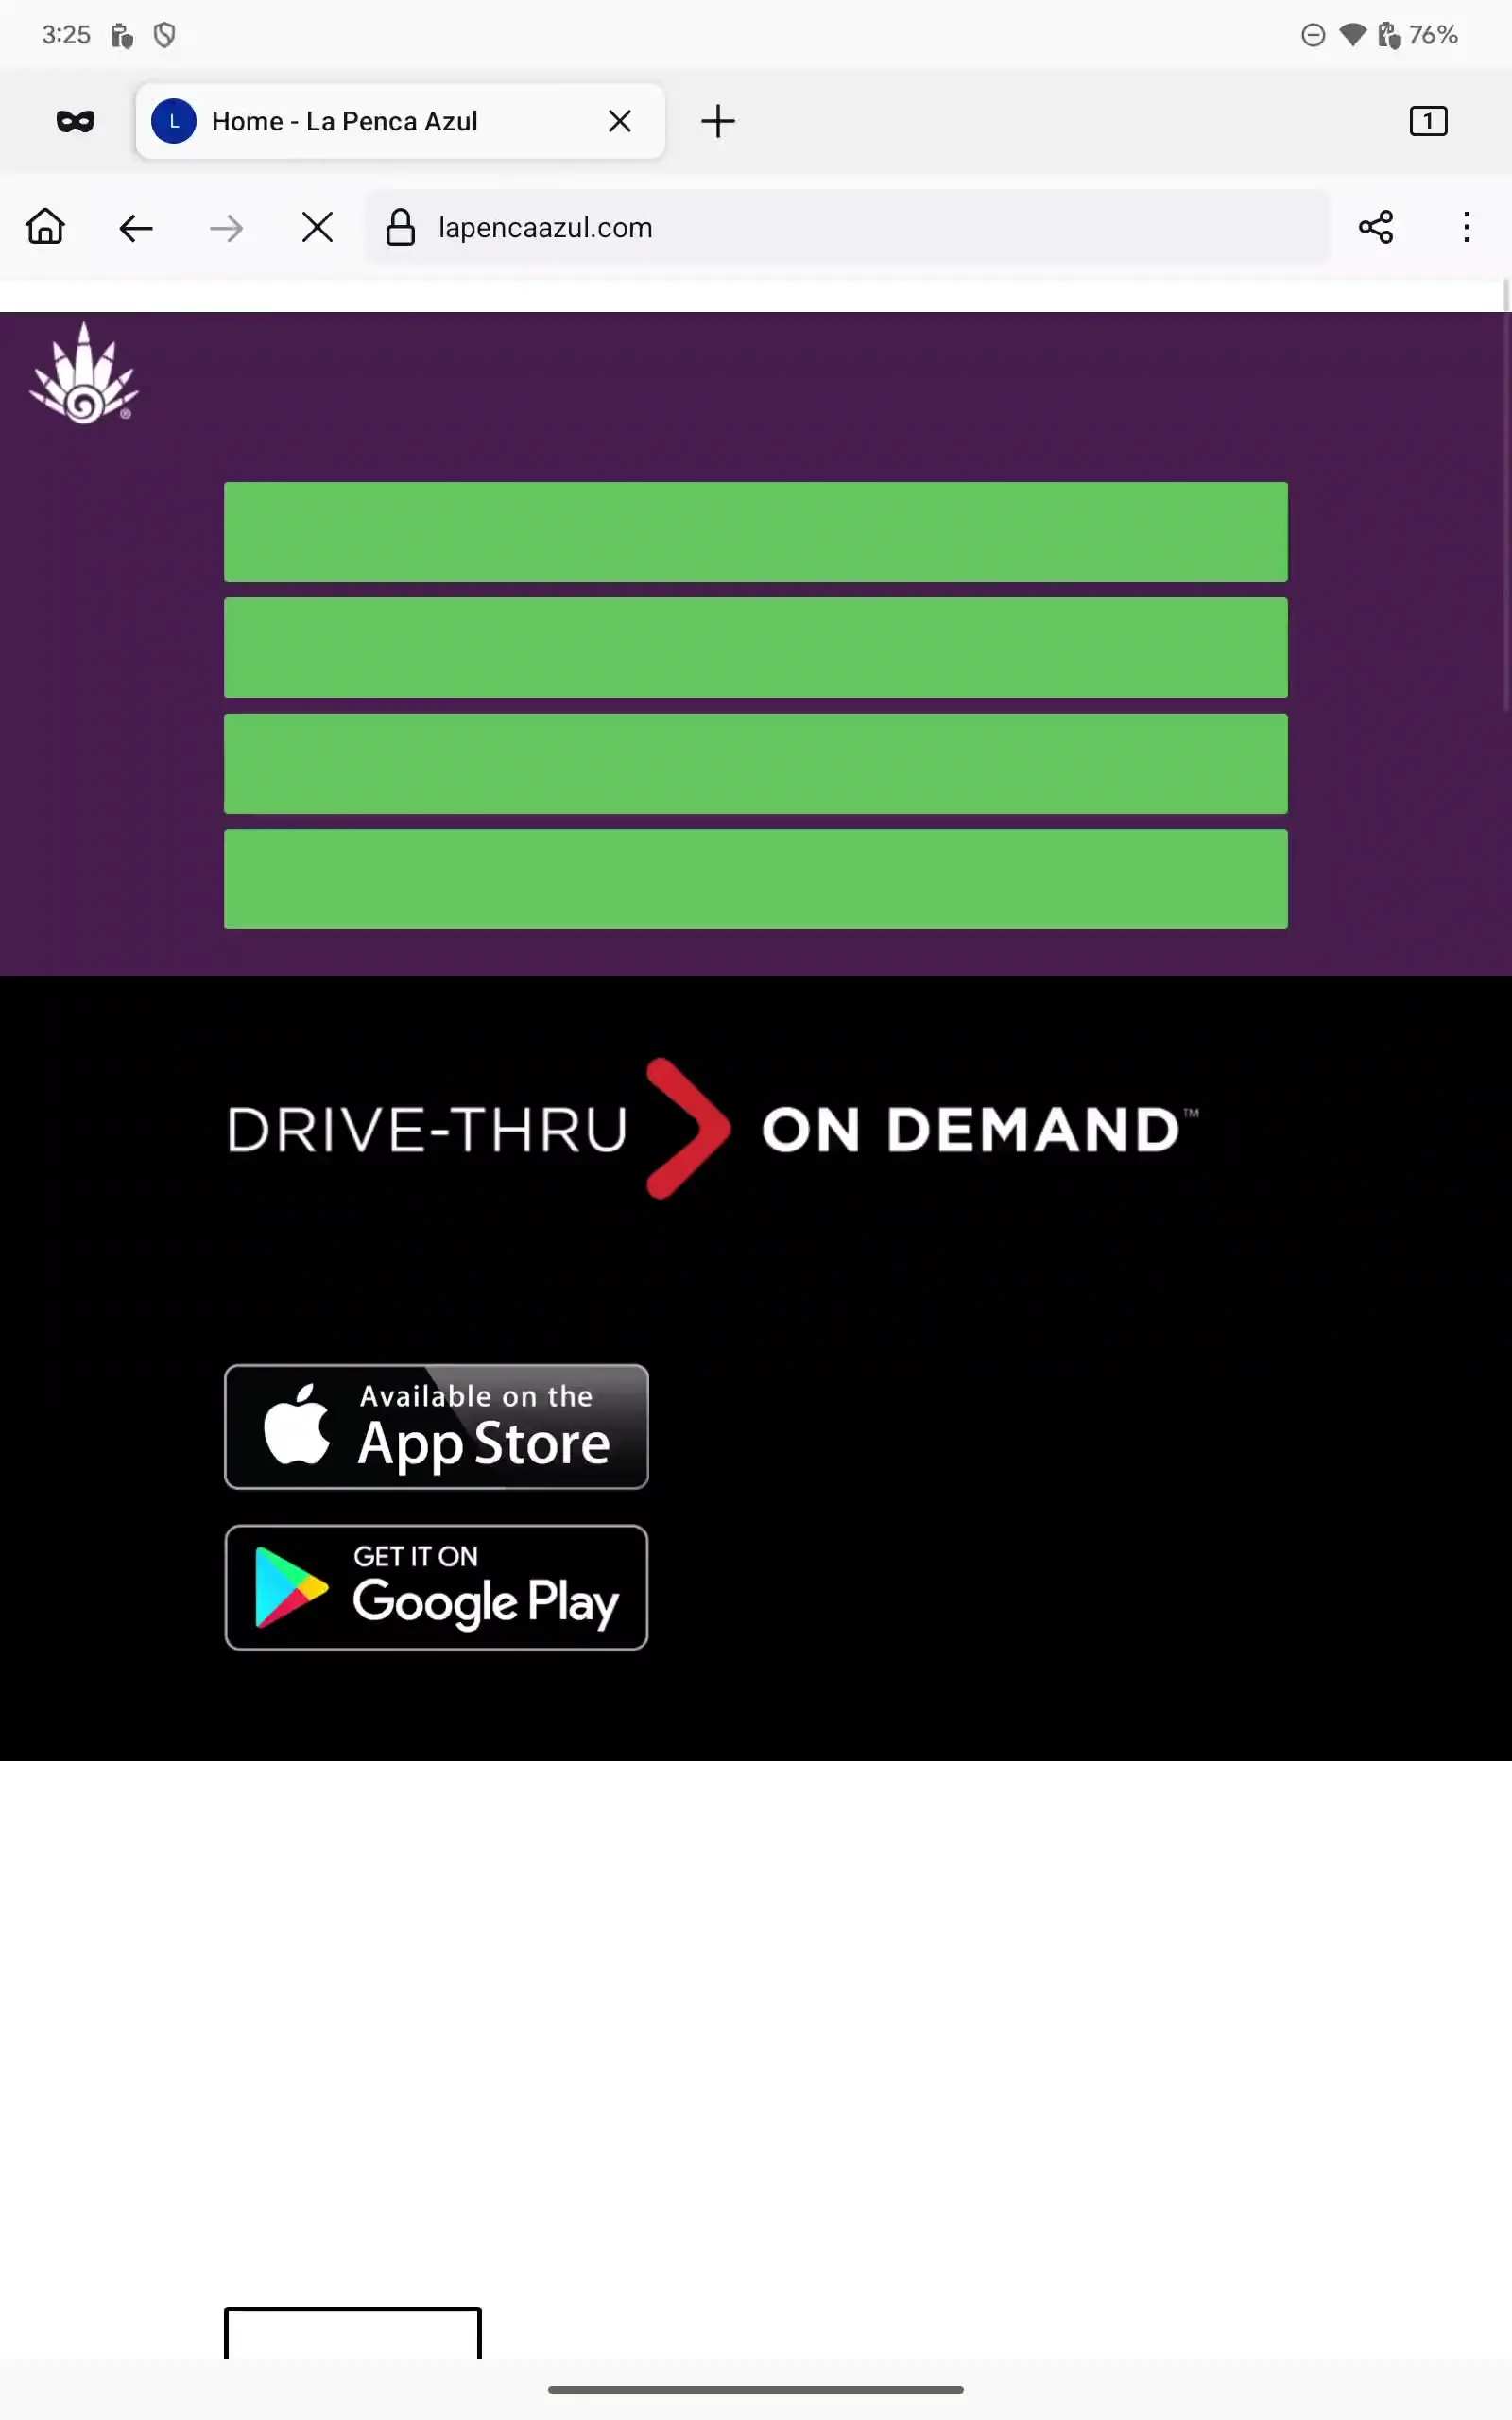 3:25
76%
L
Home - La Penca Azul
1
lapencaazul.com
®
DRIVE-THRU ON DEMAND™
Available on the
App Store
GET IT ON
Google Play